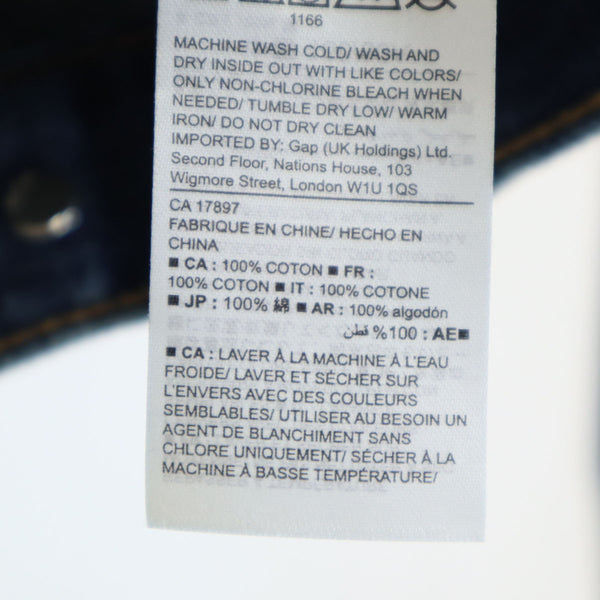 1166
MACHINE WASH COLD/ WASH AND
DRY INSIDE OUT WITH LIKE COLORS/
ONLY NON-CHLORINE BLEACH WHEN
NEEDED/ TUMBLE DRY LOW/ WARM
IRON/ DO NOT DRY CLEAN
IMPORTED BY: Gap (UK Holdings) Ltd.
Second Floor, Nations House, 103
Wigmore Street, London W1U 1QS
CA 17897
FABRIQUE EN CHINE/ HECHO EN
CHINA
■ CA : 100% COTON ■ FR :
100% COTON ■ IT : 100% COTONE
■ JP : 100% 綿 ■ AR : 100% algodón
■AE : 100% قطن
■ CA : LAVER À LA MACHINE À L'EAU
FROIDE/ LAVER ET SÉCHER SUR
L'ENVERS AVEC DES COULEURS
SEMBLABLES/ UTILISER AU BESOIN UN
AGENT DE BLANCHIMENT SANS
CHLORE UNIQUEMENT/ SÉCHER À LA
MACHINE À BASSE TEMPÉRATURE/